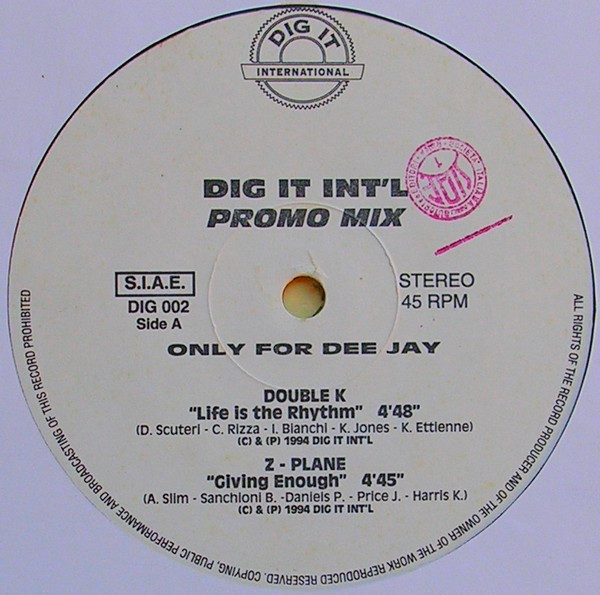 DIG IT
INTERNATIONAL
DIG IT INT'L
PROMO MIX
S.I.A.E.
DIG 002
Side A
STEREO
45 RPM
ONLY FOR DEE JAY
DOUBLE K
"Life is the Rhythm" 4'48"
(D. Scuteri - C. Rizza - I. Bianchi - K. Jones - K. Ettienne)
(C) & (P) 1994 DIG IT INT'L
Z - PLANE
"Giving Enough" 4'45"
(A. Slim - Sanchioni B. -Daniels P. - Price J. - Harris K.)
(C) & (P) 1994 DIG IT INT'L
ALL RIGHTS OF THE RECORD PRODUCER AND OF THE OWNER OF THE WORK REPRODUCED RESERVED. COPYING, PUBLIC PERFORMANCE AND BROADCASTING OF THIS RECORD PROHIBITED